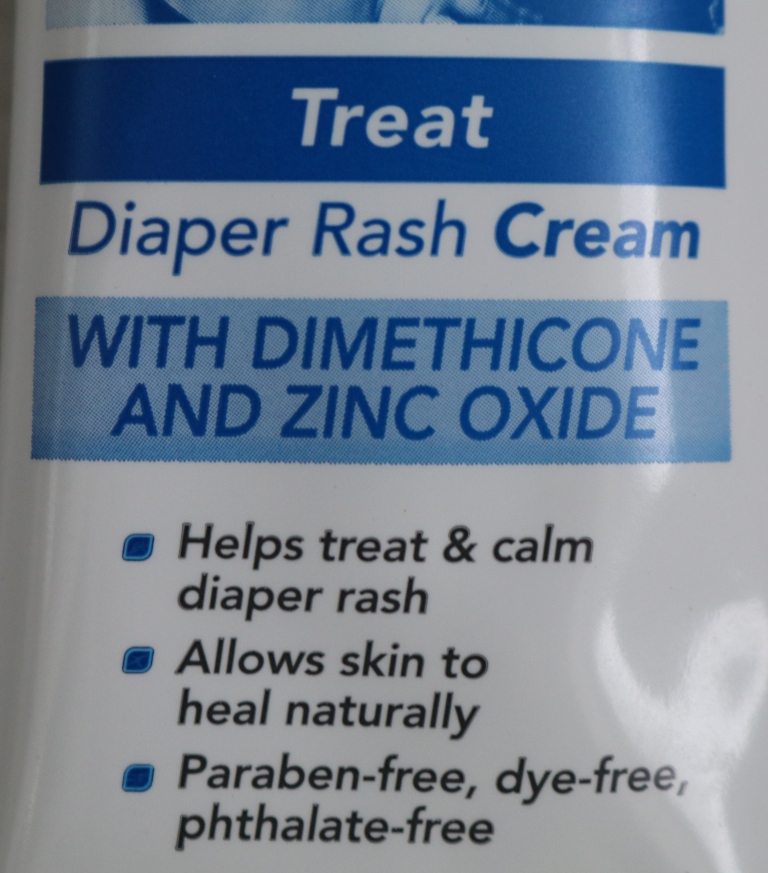 Treat
Diaper Rash Cream
WITH DIMETHICONE
AND ZINC OXIDE
Helps treat & calm
diaper rash
Allows skin to
heal naturally
Paraben-free, dye-free,
phthalate-free